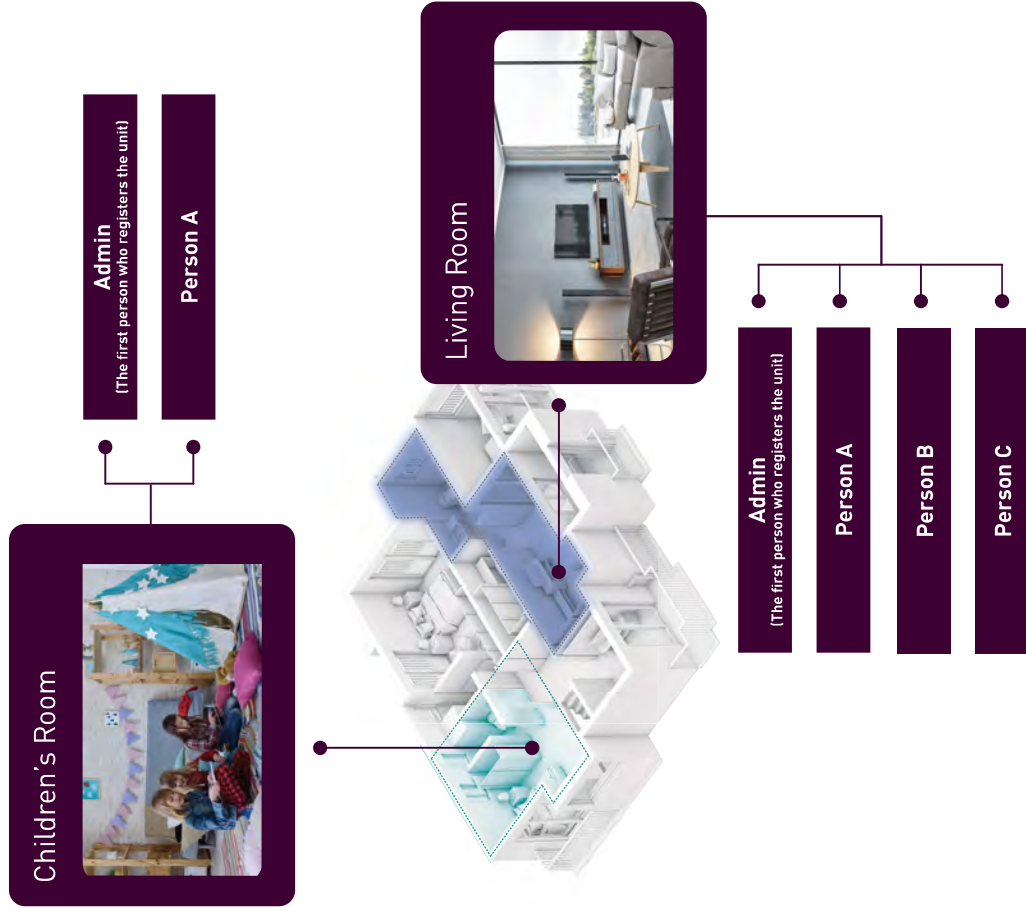 Children's Room
Admin
(The first person who registers the unit)
Person A
Living Room
Admin
(The first person who registers the unit)
Person A
Person B
Person C